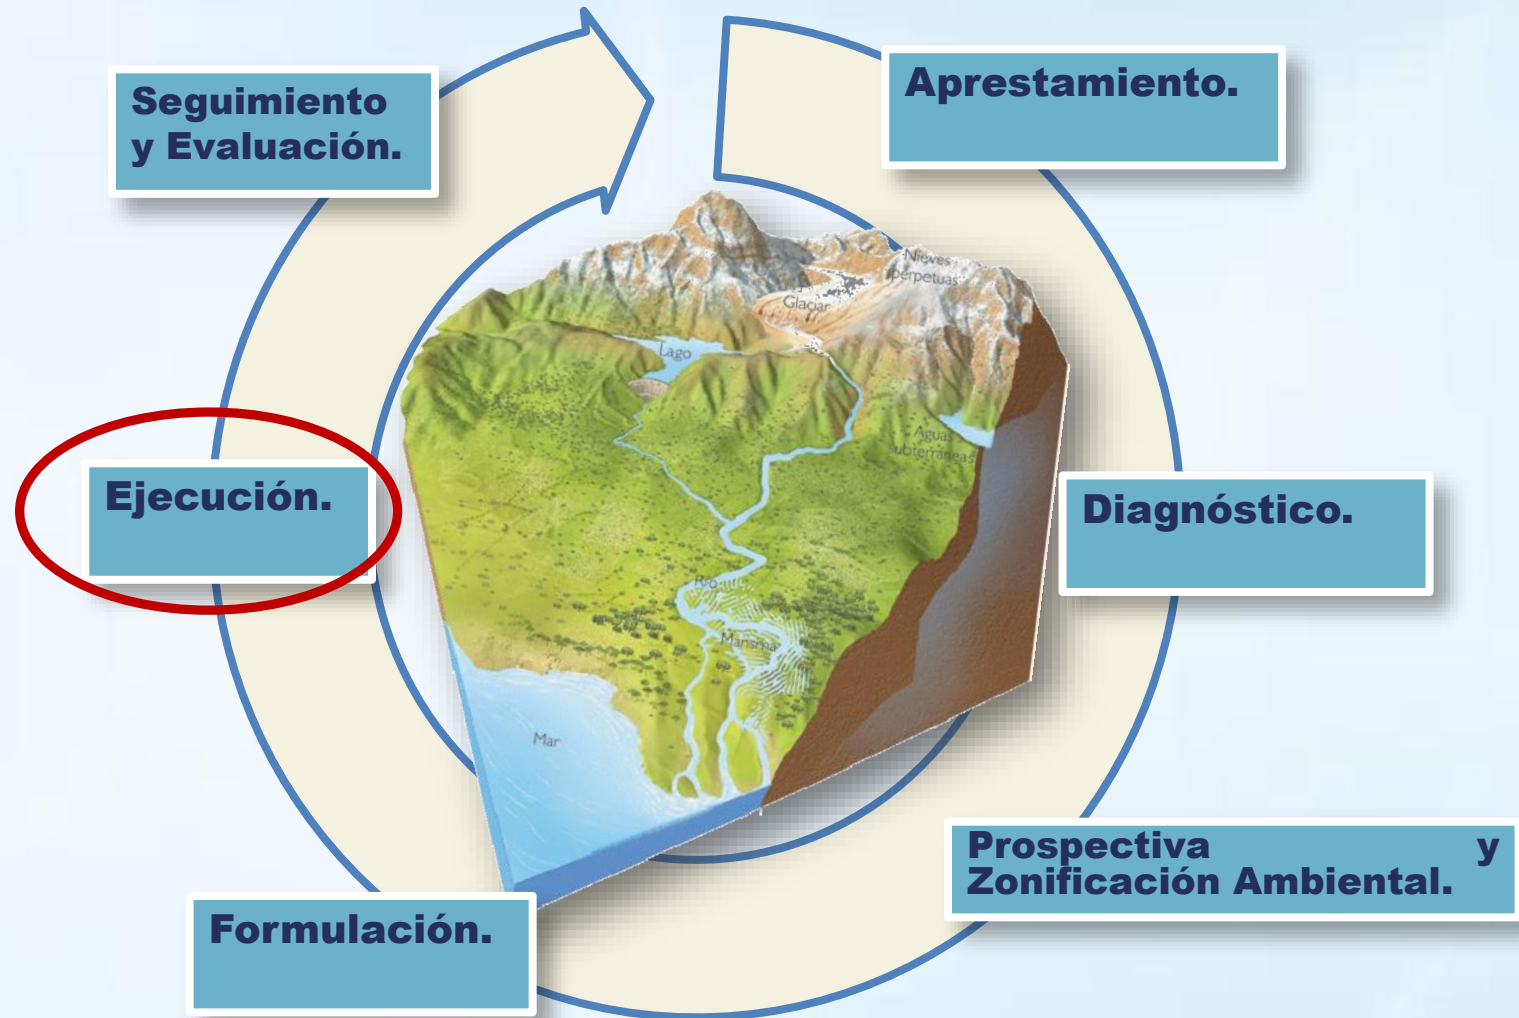 Seguimiento
y Evaluación.
Aprestamiento.
Nieves
perpetuas
Glaciar
Lago
Aguas
subterráneas
Ejecución.
Diagnóstico.
Río
Marisma
Mar
Prospectiva y
Zonificación Ambiental.
Formulación.